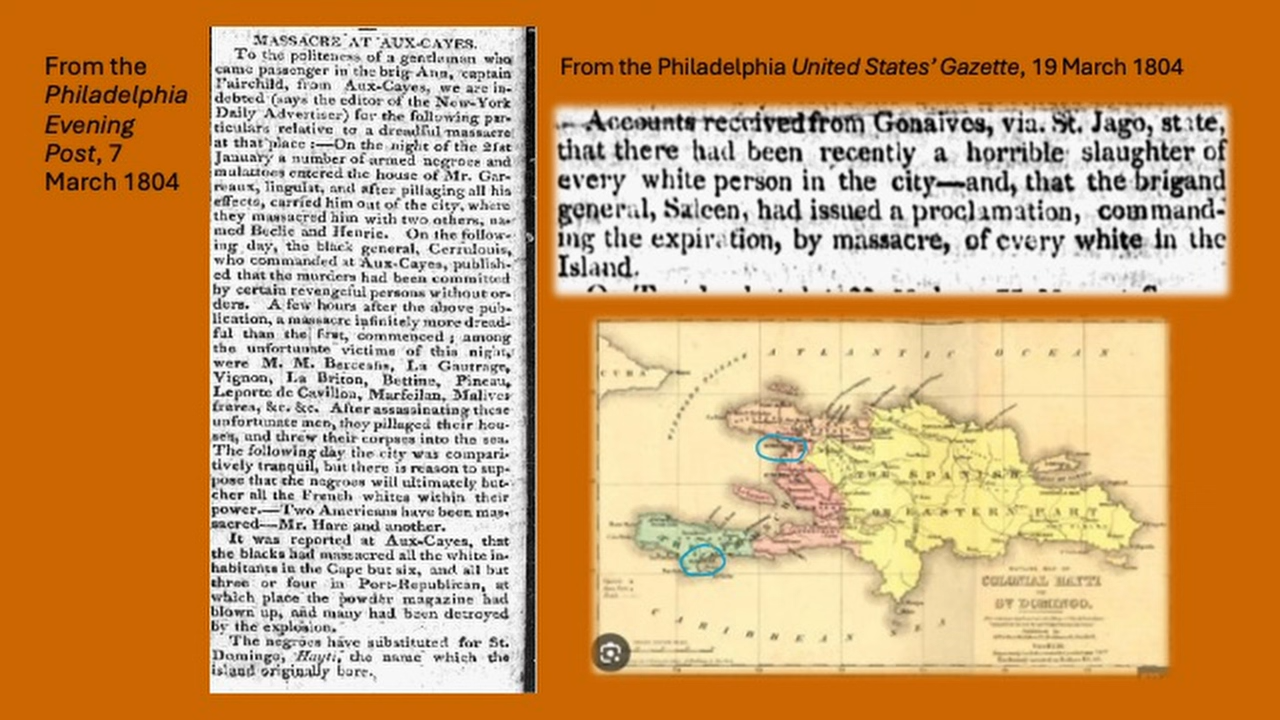 From the
Philadelphia
Evening
Post, 7
March 1804
MASSACRE AT AUX-CAYES.
To the politeness of a gentleman who
came passenger in the brig Ann, captain
Fairchild, from Aux-Cayes, we are in-
debted (says the editor of the New-York
Daily Advertiser) for the following par-
ticulars relative to a dreadful massacre
at that place:—On the night of the 21st
January a number of armed negroes and
mulattoes entered the house of Mr. Gar-
reaux, linguist, and after pillaging all his
effects, carried him out of the city, where
they massacred him with two others, na-
med Beclie and Henrie. On the follow-
ing day, the black general, Cerrulouis,
who commanded at Aux-Cayes, publish-
ed that the murders had been committed
by certain revengeful persons without or-
ders. A few hours after the above pub-
lication, a massacre infinitely more dread-
ful than the first, commenced; among
the unfortunate victims of this night,
were M. M. La Gautrage,
Vignon, La Briton, Bettine, Pineau,
Leporte de Cavillon, Marfeilan, Maliver
freres, &c. &c. After assassinating these
unfortunate men, they pillaged their hou-
ses, and threw their corpses into the sea.
The following day the city was compari-
tively tranquil, but there is reason to sup-
pose that the negroes will ultimately but-
cher all the French whites within their
power.—Two Americans have been mas-
sacred—Mr. Hare and another.
It was reported at Aux-Cayes, that
the blacks had massacred all the white in-
habitants in the Cape but six, and all but
three or four in Port-Republican, at
which place the powder magazine had
blown up, and many had been detroyed
by the explosion.
The negroes have substituted for St.
Domingo, Hayti, the name which the
island originally bore.
From the Philadelphia United States’ Gazette, 19 March 1804
Accounts received from Gonaives, via. St. Jago, state,
that there had been recently a horrible slaughter of
every white person in the city—and, that the brigand
general, Saleen, had issued a proclamation, command-
ing the expiration, by massacre, of every white in the
Island.
ATLANTIC OCEAN
CUBA
THE SPANISH
OR EASTERN PART
COLONIAL HAYTI
OR
ST DOMINGO.
CARIBBEAN SEA